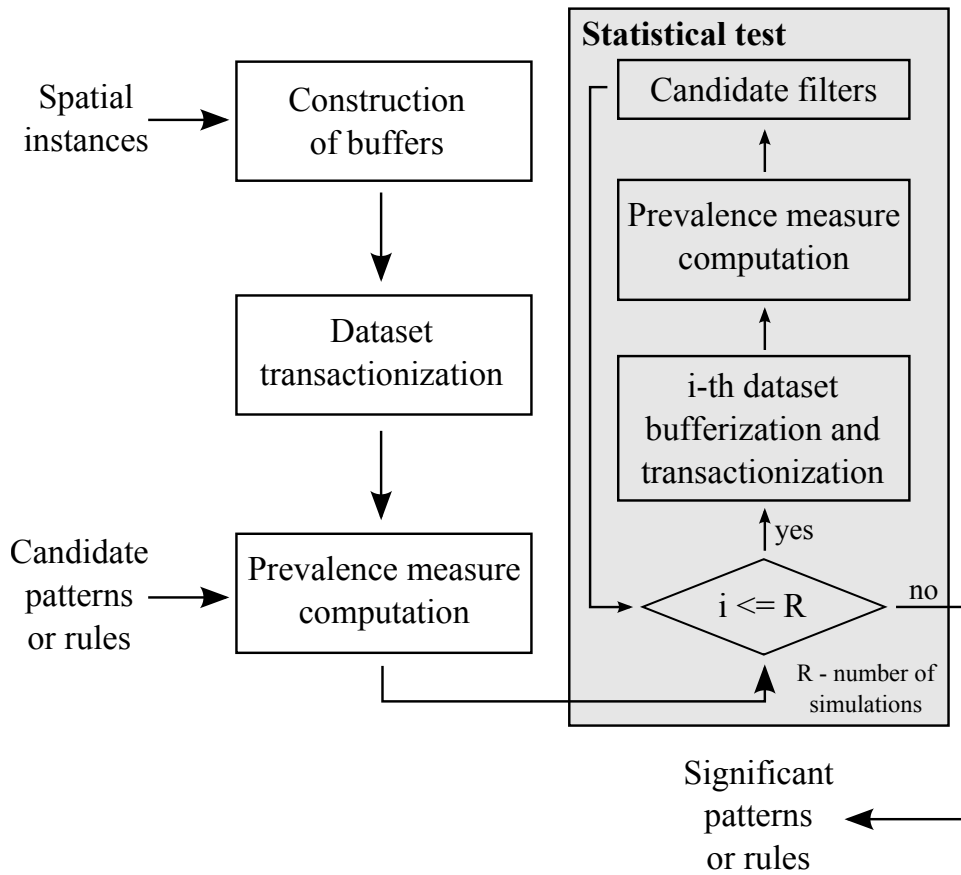 Spatial
instances
Construction
of buffers
Dataset
transactionization
Candidate
patterns
or rules
Prevalence measure
computation
Statistical test
Candidate filters
Prevalence measure
computation
i-th dataset
bufferization and
transactionization
yes
i <= R
no
R - number of
simulations
Significant
patterns
or rules